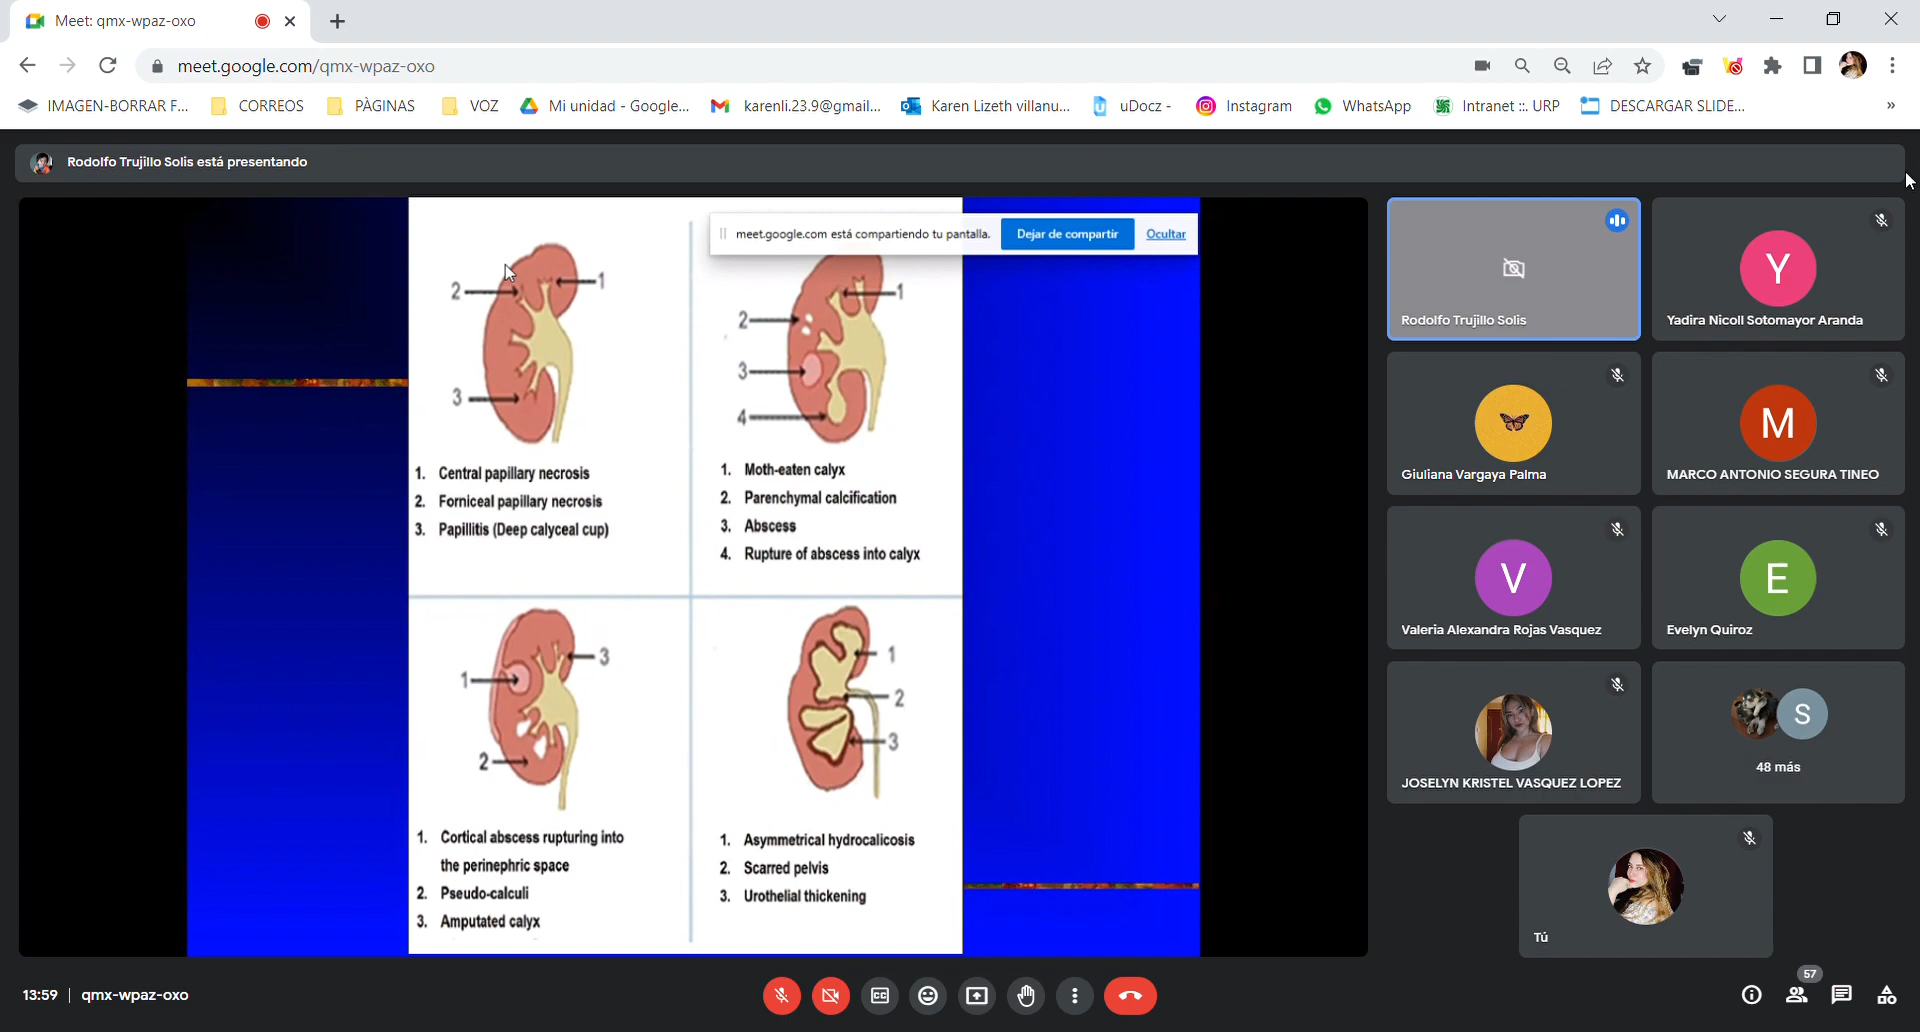 Meet: qmx-wpaz-oxo
meet.google.com/qmx-wpaz-oxo
IMAGEN-BORRAR F...
CORREOS
PÀGINAS
VOZ
Mi unidad - Google...
karenli.23.9@gmail...
Karen Lizeth villanu...
uDocz -
Instagram
WhatsApp
Intranet ::. URP
DESCARGAR SLIDE...
»
Rodolfo Trujillo Solis está presentando
meet.google.com está compartiendo tu pantalla.
Dejar de compartir
Ocultar
2
1
3
1. Central papillary necrosis
2. Forniceal papillary necrosis
3. Papillitis (Deep calyceal cup)
1
2
3
4
1. Moth-eaten calyx
2. Parenchymal calcification
3. Abscess
4. Rupture of abscess into calyx
3
1
2
1. Cortical abscess rupturing into
the perinephric space
2. Pseudo-calculi
3. Amputated calyx
1
2
3
1. Asymmetrical hydrocalicosis
2. Scarred pelvis
3. Urothelial thickening
Rodolfo Trujillo Solis
Y
Yadira Nicoll Sotomayor Aranda
Giuliana Vargaya Palma
M
MARCO ANTONIO SEGURA TINEO
V
Valeria Alexandra Rojas Vasquez
E
Evelyn Quiroz
JOSELYN KRISTEL VASQUEZ LOPEZ
S
48 más
Tú
13:59 | qmx-wpaz-oxo
57